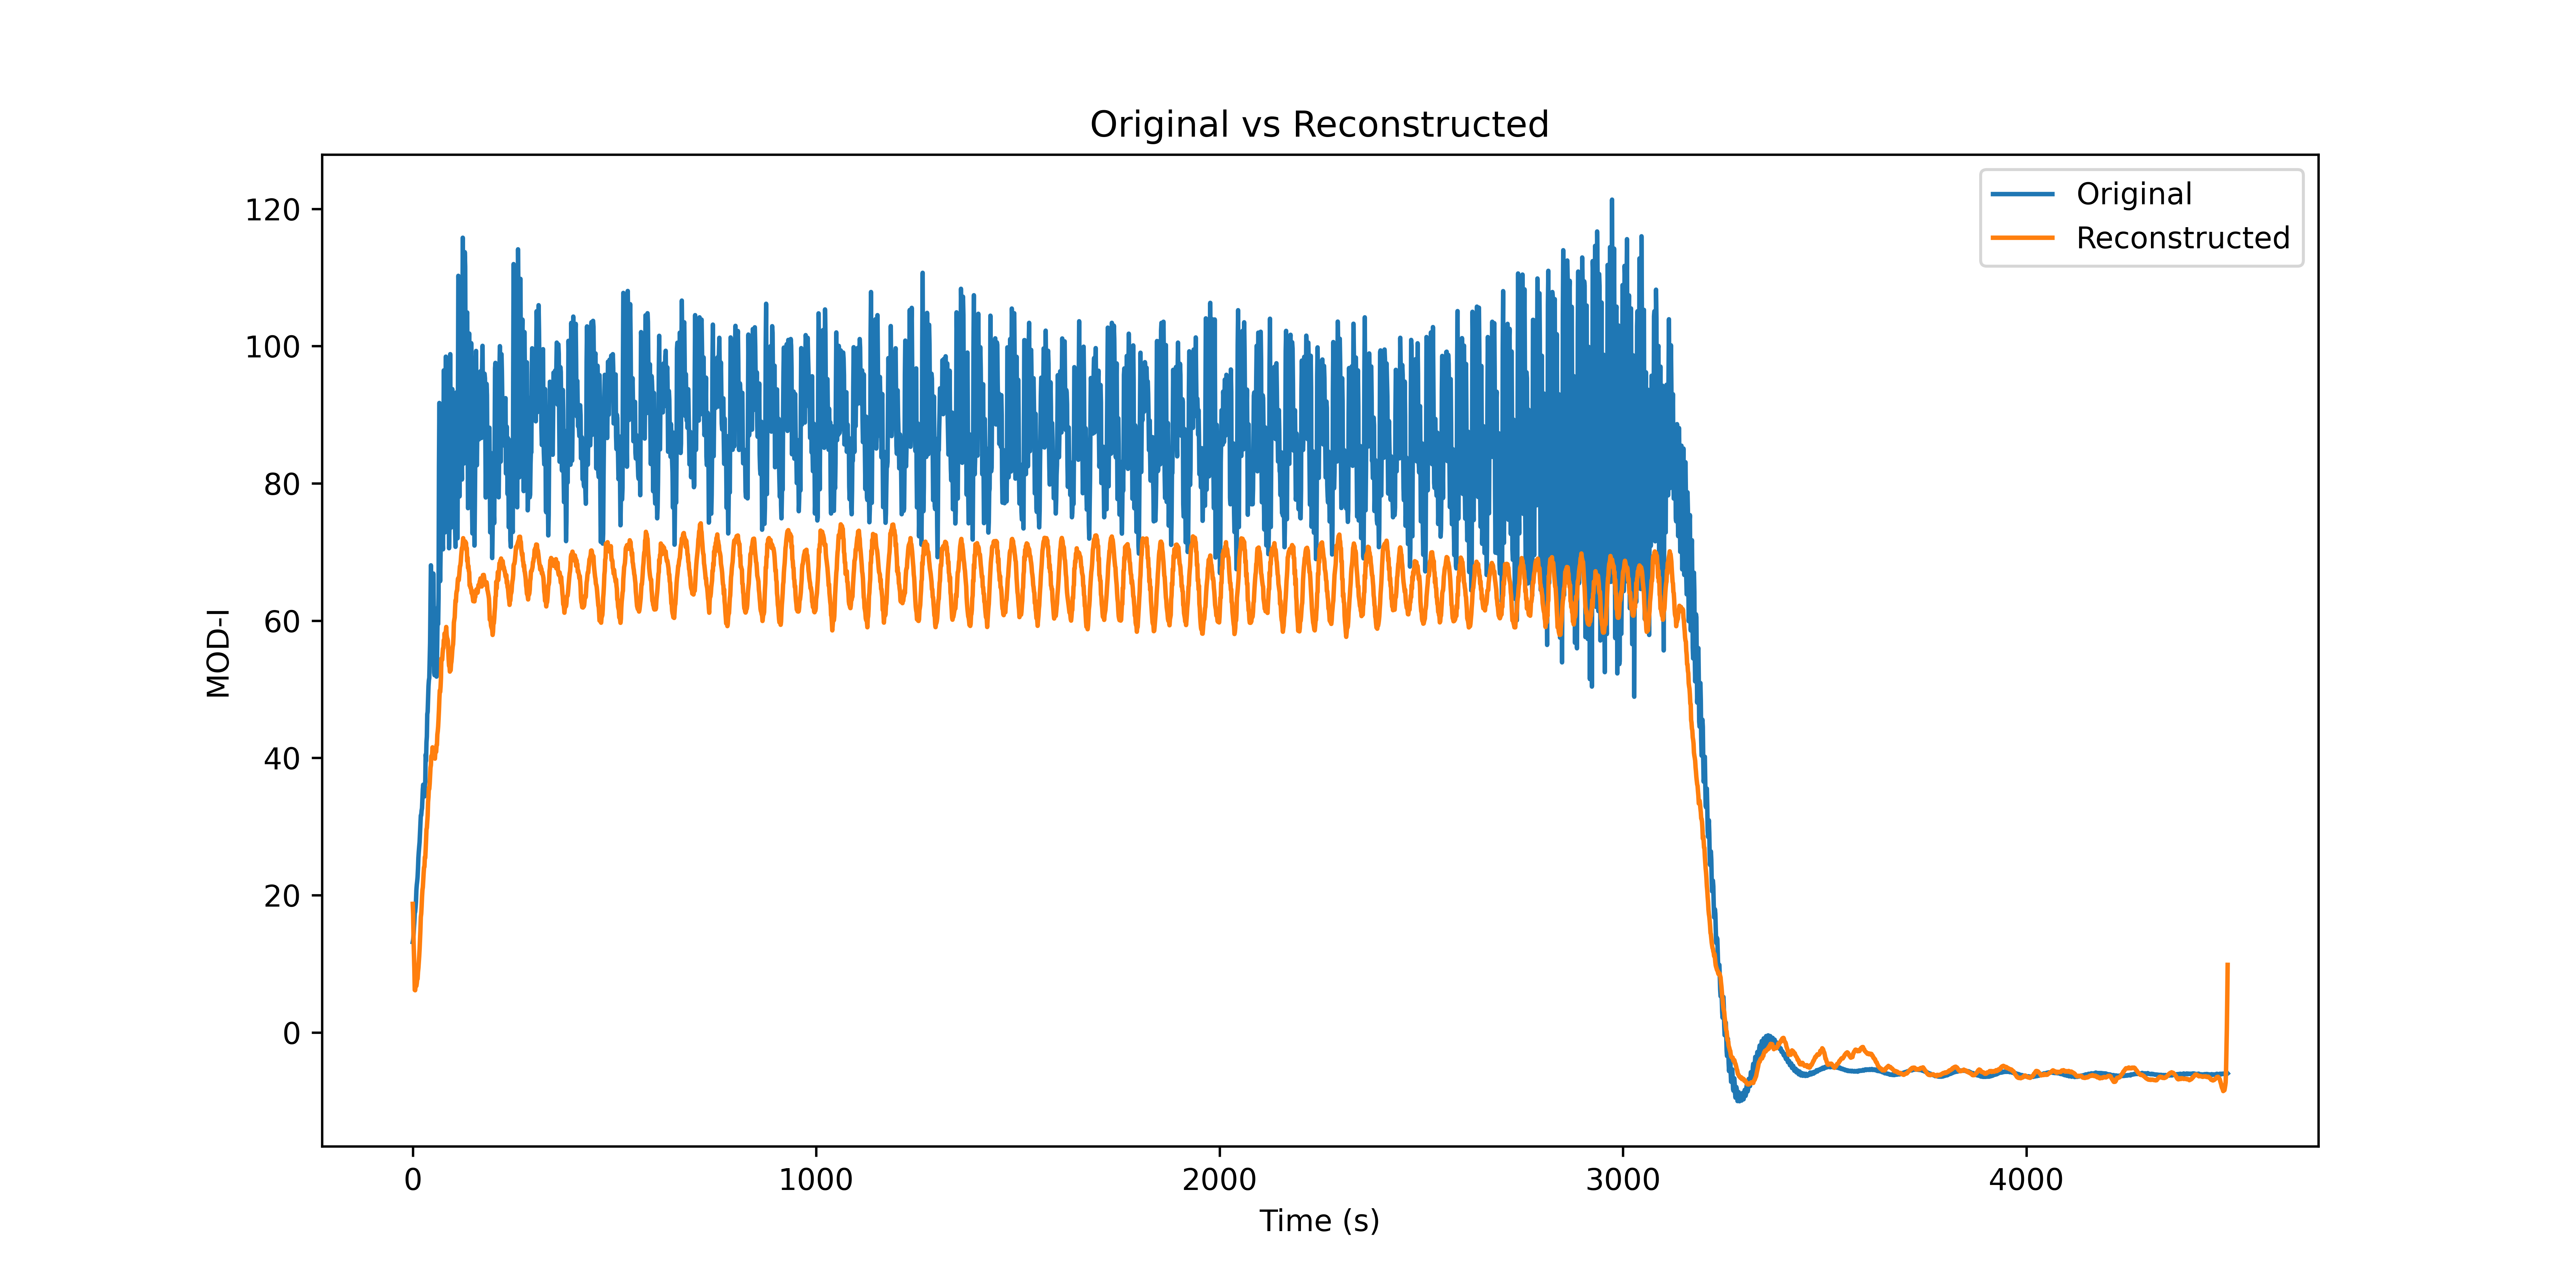 Original vs Reconstructed
Original
Reconstructed
120
100
80
60
40
20
0
MOD-I
0 1000 2000 3000 4000
Time (s)